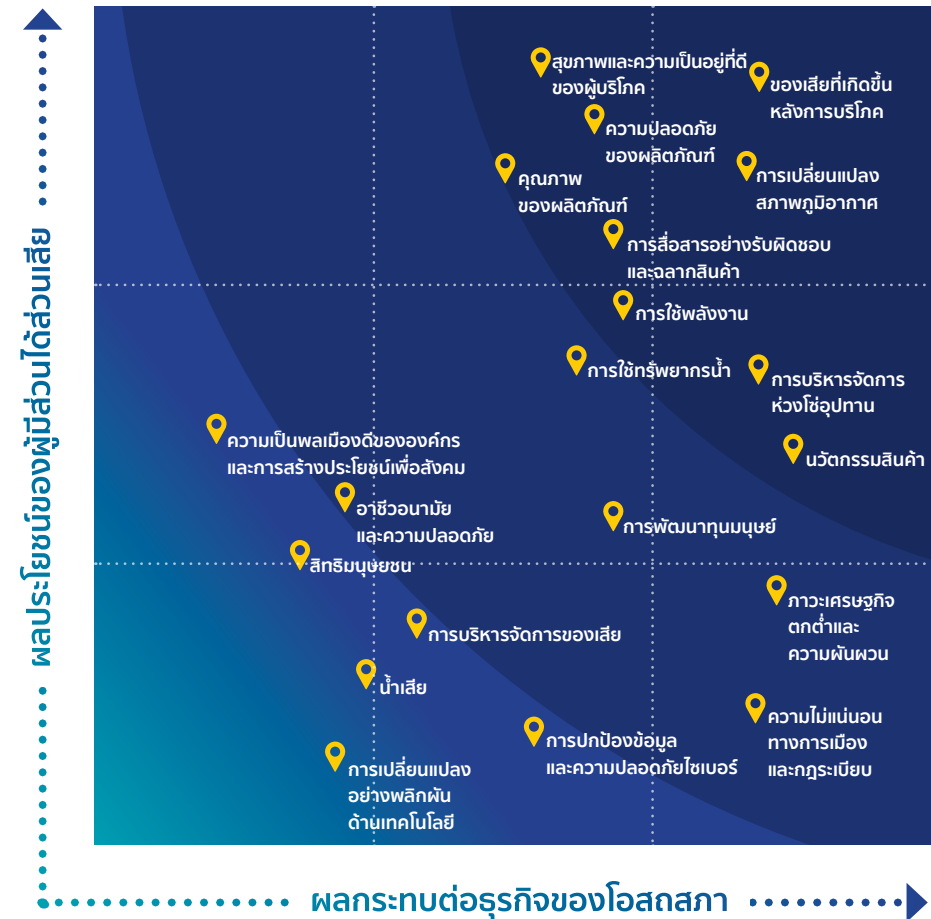 ผลประโยชน์ของผู้มีส่วนได้ส่วนเสีย
สุขภาพและความเป็นอยู่ที่ดี
ของผู้บริโภค
ของเสียที่เกิดขึ้น
หลังการบริโภค
ความปลอดภัย
ของผลิตภัณฑ์
คุณภาพ
ของผลิตภัณฑ์
การเปลี่ยนแปลง
สภาพภูมิอากาศ
การสื่อสารอย่างรับผิดชอบ
และฉลากสินค้า
การใช้พลังงาน
การใช้ทรัพยากรน้ำ
การบริหารจัดการ
ห่วงโซ่อุปทาน
ความเป็นพลเมืองดีขององค์กร
และการสร้างประโยชน์เพื่อสังคม
นวัตกรรมสินค้า
อาชีวอนามัย
และความปลอดภัย
การพัฒนาทุนมนุษย์
สิทธิมนุษยชน
ภาวะเศรษฐกิจ
ตกต่ำและ
ความผันผวน
การบริหารจัดการของเสีย
น้ำเสีย
ความไม่แน่นอน
ทางการเมือง
และกฎระเบียบ
การปกป้องข้อมูล
และความปลอดภัยไซเบอร์
การเปลี่ยนแปลง
อย่างพลิกผัน
ด้านเทคโนโลยี
ผลกระทบต่อธุรกิจของโอสถสภา